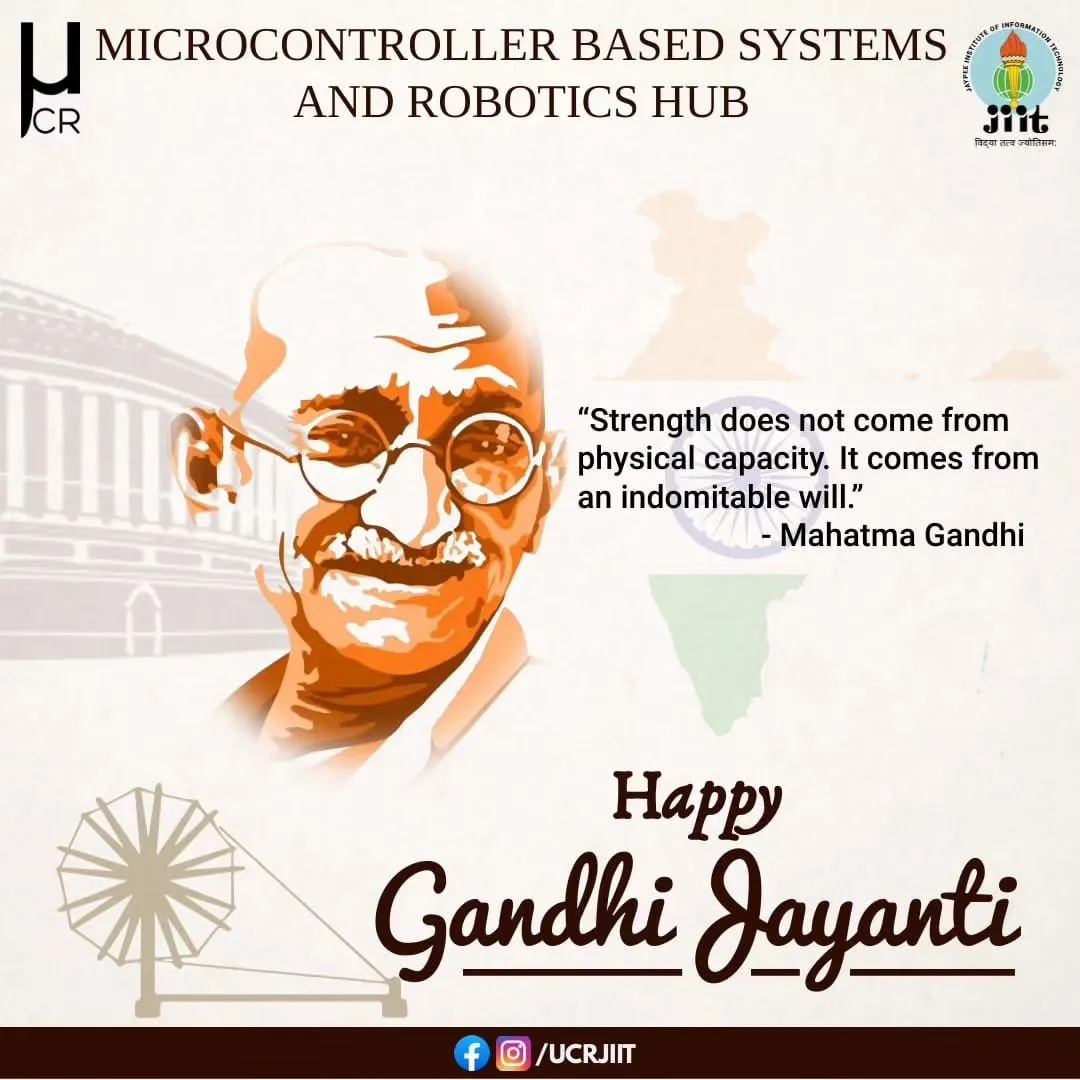 μCR
MICROCONTROLLER BASED SYSTEMS
AND ROBOTICS HUB
JAYPEE INSTITUTE OF INFORMATION TECHNOLOGY
jiit
विद्या तत्व ज्योतिसम:
“Strength does not come from
physical capacity. It comes from
an indomitable will.”
- Mahatma Gandhi
Happy
Gandhi Jayanti
/UCRJIIT